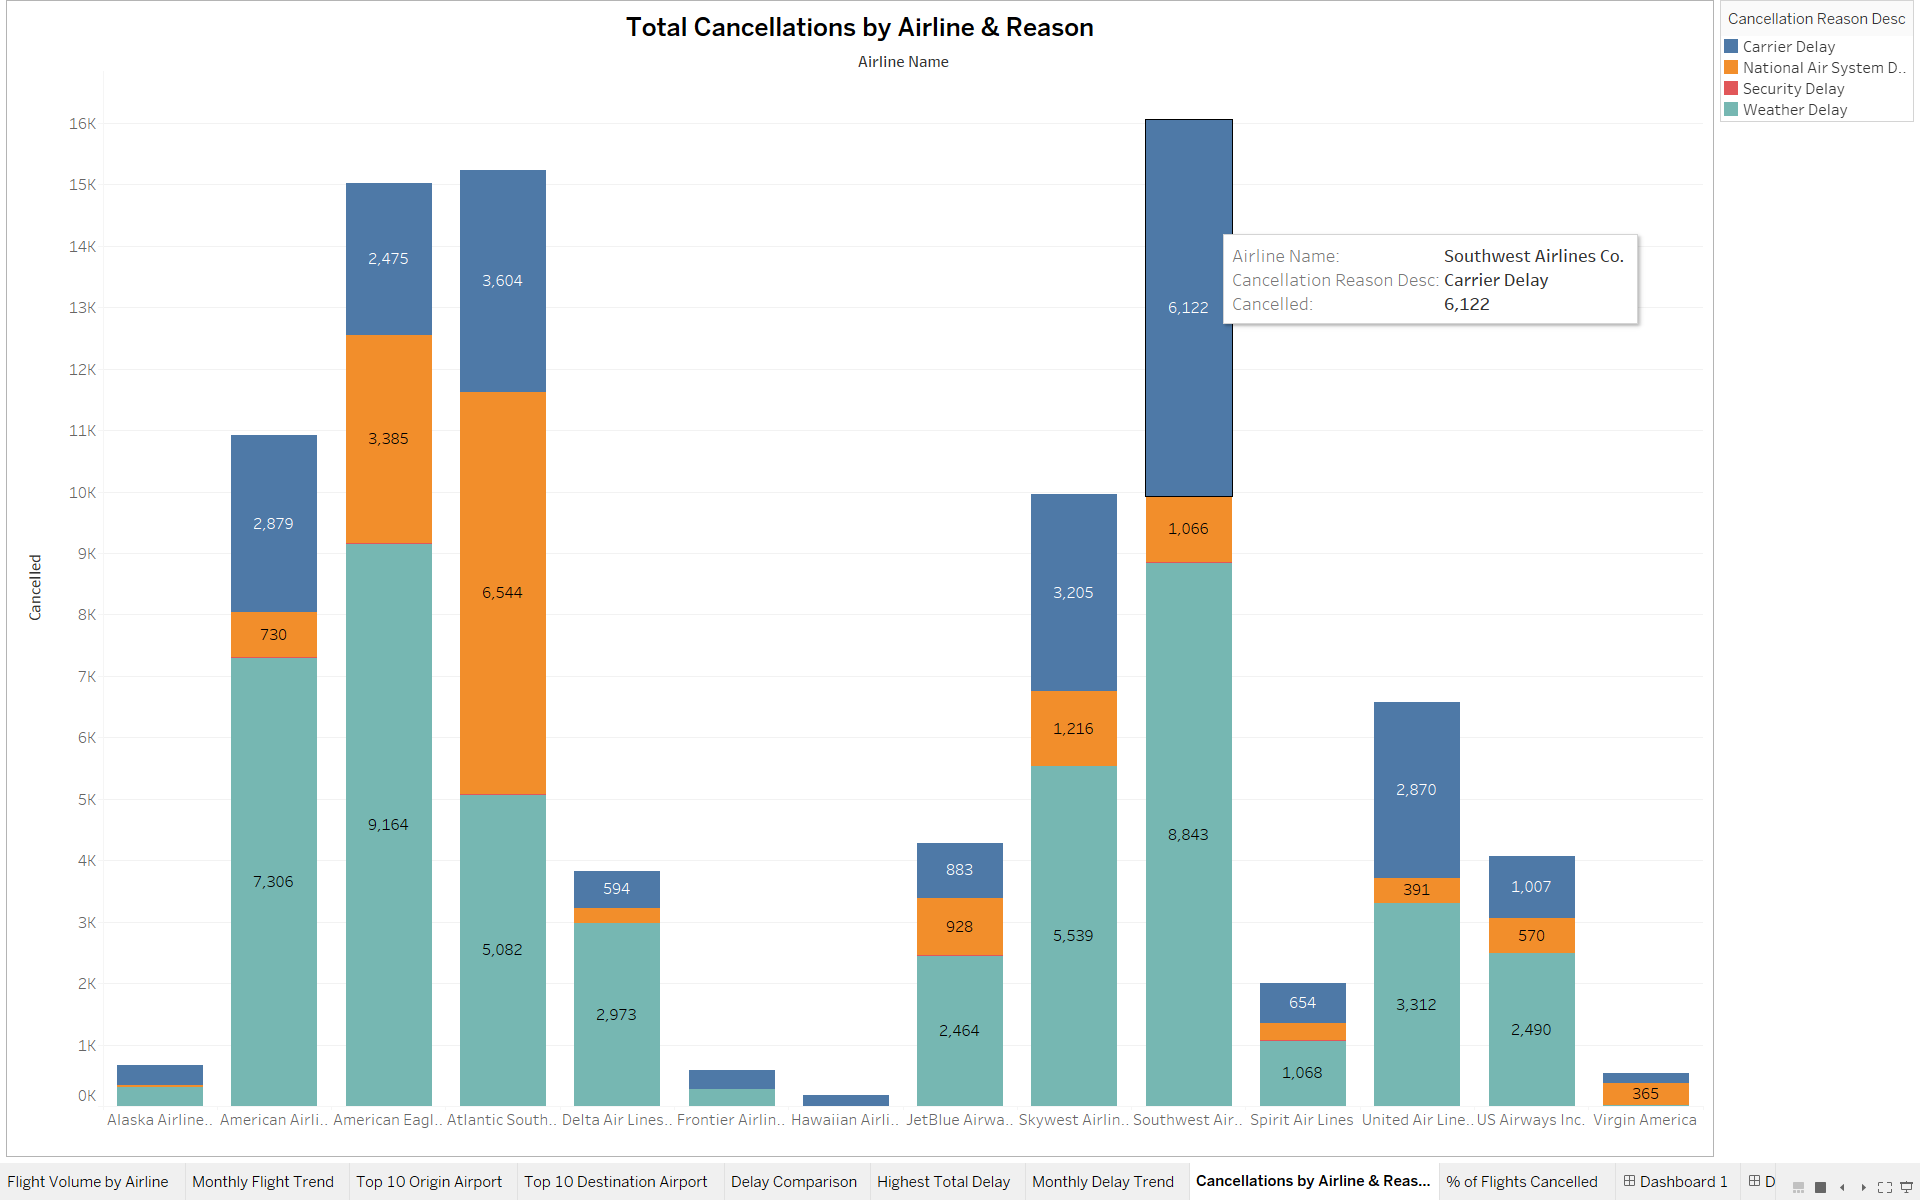 Total Cancellations by Airline & Reason
Airline Name
Cancellation Reason Desc
Carrier Delay
National Air System D..
Security Delay
Weather Delay
16K
15K
14K
13K
12K
11K
10K
9K
8K
7K
6K
5K
4K
3K
2K
1K
0K
Cancelled
2,879
730
7,306
2,475
3,385
9,164
3,604
6,544
5,082
594
2,973
883
928
2,464
3,205
1,216
5,539
6,122
1,066
8,843
654
1,068
2,870
391
3,312
1,007
570
2,490
365
Airline Name: Southwest Airlines Co.
Cancellation Reason Desc: Carrier Delay
Cancelled: 6,122
Alaska Airline.. American Airli.. American Eagl.. Atlantic South.. Delta Air Lines.. Frontier Airlin.. Hawaiian Airli.. JetBlue Airwa.. Skywest Airlin.. Southwest Air.. Spirit Air Lines United Air Line.. US Airways Inc. Virgin America
Flight Volume by Airline Monthly Flight Trend Top 10 Origin Airport Top 10 Destination Airport Delay Comparison Highest Total Delay Monthly Delay Trend Cancellations by Airline & Reas... % of Flights Cancelled Dashboard 1 D